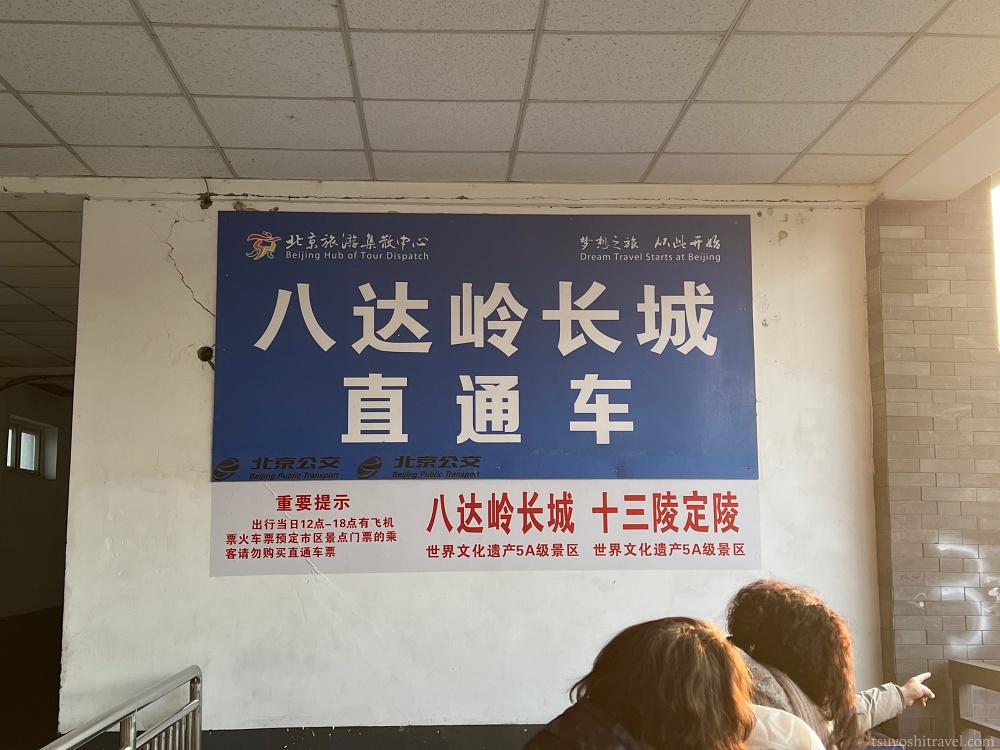 北京旅游集散中心
Beijing Hub of Tour Dispatch
梦想之旅 从此开始
Dream Travel Starts at Beijing
八达岭长城
直通车
北京公交 北京公交
Beijing Public Transport Beijing Public Transport
重要提示
出行当日12点-18点有飞机
票火车票预定市区景点门票的乘
客请勿购买直通车票
八达岭长城 十三陵定陵
世界文化遗产5A级景区 世界文化遗产5A级景区
tsuyoshitravel.com